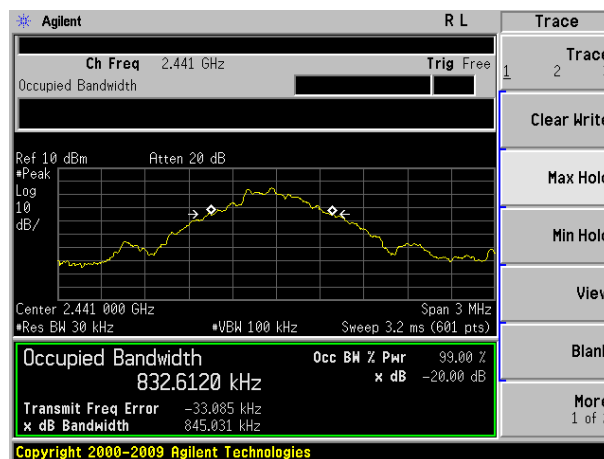 Agilent R L Trace
Ch Freq 2.441 GHz Trig Free
Occupied Bandwidth
Trace
1 2
Clear Write
Max Hold
Min Hold
View
Blank
More
1 of
Ref 10 dBm Atten 20 dB
#Peak
Log
10
dB/
Center 2.441 000 GHz Span 3 MHz
#Res BW 30 kHz #VBW 100 kHz Sweep 3.2 ms (601 pts)
Occupied Bandwidth Occ BW % Pwr 99.00 %
832.6120 kHz x dB -20.00 dB
Transmit Freq Error -33.085 kHz
x dB Bandwidth 845.031 kHz
Copyright 2000-2009 Agilent Technologies